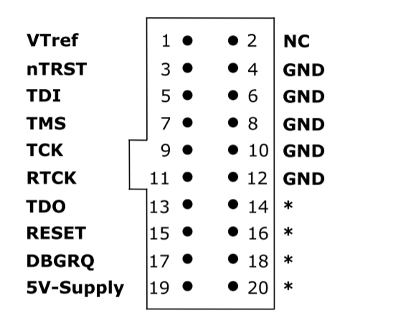 VTref 1 2 NC
nTRST 3 4 GND
TDI 5 6 GND
TMS 7 8 GND
TCK 9 10 GND
RTCK 11 12 GND
TDO 13 14 *
RESET 15 16 *
DBGRQ 17 18 *
5V-Supply 19 20 *